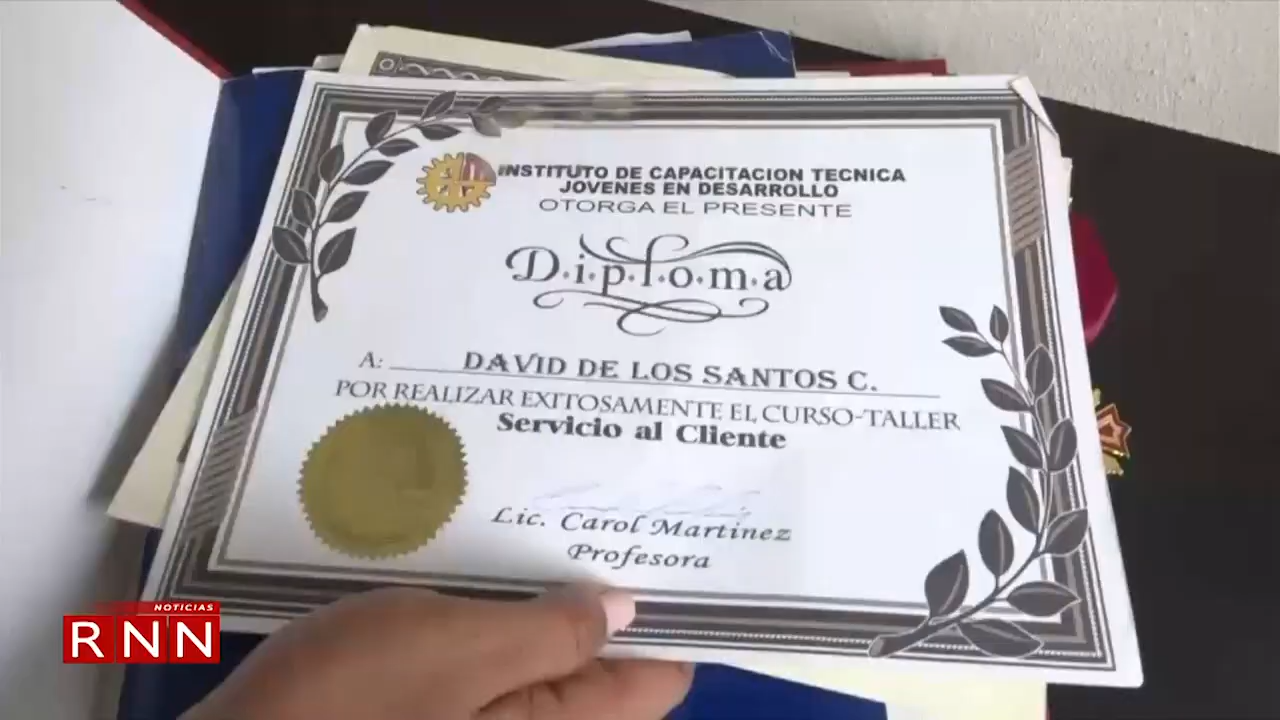 INSTITUTO DE CAPACITACION TECNICA
JOVENES EN DESARROLLO
OTORGA EL PRESENTE
D.i.p.l.o.m.a
A: DAVID DE LOS SANTOS C.
POR REALIZAR EXITOSAMENTE EL CURSO-TALLER
Servicio al Cliente
Lic. Carol Martinez
Profesora
NOTICIAS
RNN